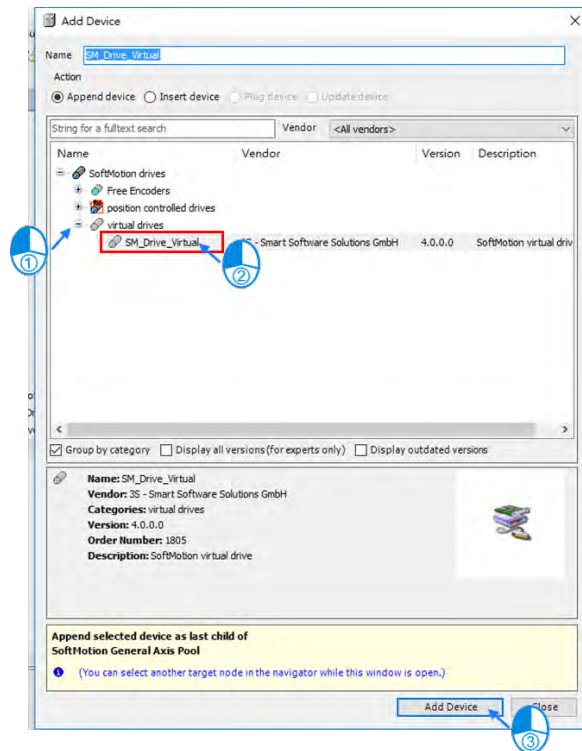 Add Device
Name SM_Drive_Virtual
Action
Append device Insert device Plug device Update device
String for a fulltext search Vendor <All vendors>
Name Vendor Version Description
SoftMotion drives
Free Encoders
position controlled drives
virtual drives
SM_Drive_Virtual 3S - Smart Software Solutions GmbH 4.0.0.0 SoftMotion virtual driv
①
②
Group by category Display all versions (for experts only) Display outdated versions
Name: SM_Drive_Virtual
Vendor: 3S - Smart Software Solutions GmbH
Categories: virtual drives
Version: 4.0.0.0
Order Number: 1805
Description: SoftMotion virtual drive
Append selected device as last child of
SoftMotion General Axis Pool
(You can select another target node in the navigator while this window is open.)
Add Device Close
③